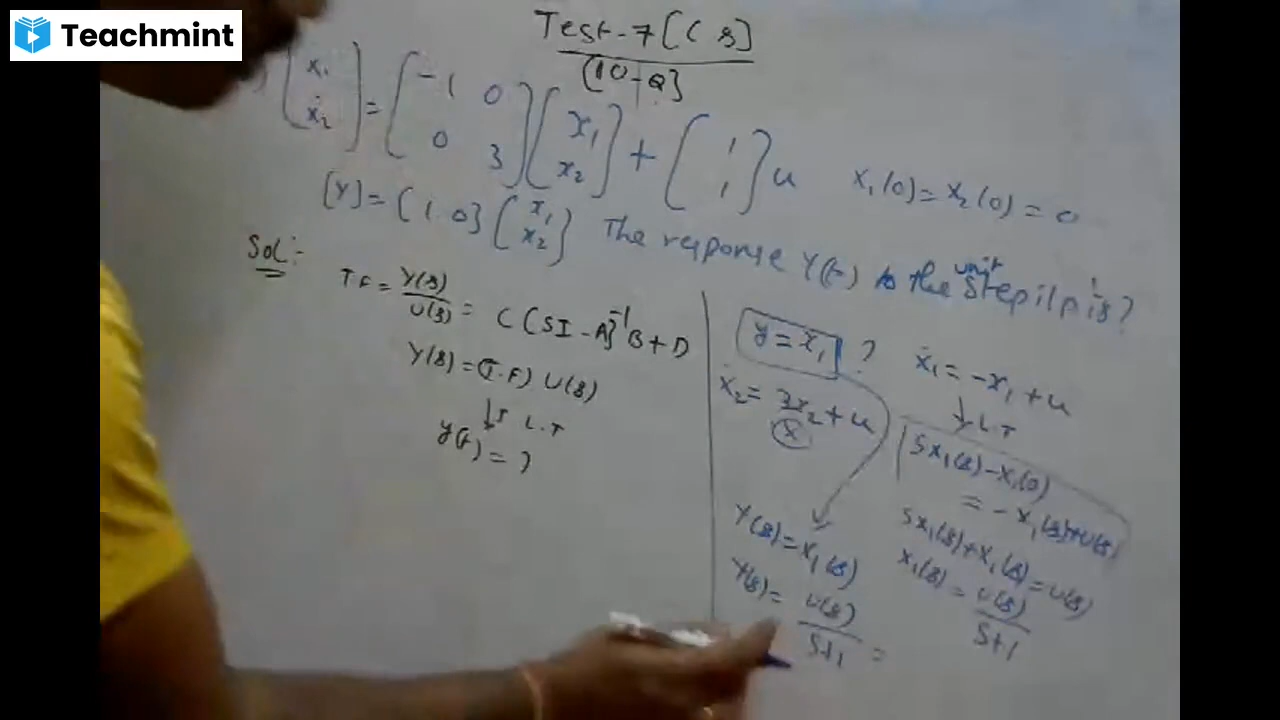 Teachmint
Test-7 [C S]
(10-Q)
[ẋ₁ ẋ₂] = [-1 0 0 3] [x₁ x₂] + [1 1] u x₁(0) = x₂(0) = 0
[Y] = [1 0] [x₁ x₂] The response Y(t) to the unit step i/p is?
Sol:-
TF = Y(s)/U(s) = C [SI - A]⁻¹ B + D
Y(s) = (T.F) U(s)
↓ I L.T
y(t) = ?
y = x₁ ?
ẋ₂ = 3x₂ + u
x
Y(s) = X₁(s)
Y(s) = U(s)/S+1 =
ẋ₁ = -x₁ + u
↓ L.T
Sx₁(s) - x₁(0)
= -x₁(s) + U(s)
Sx₁(s) + x₁(s) = U(s)
x₁(s) = U(s)/S+1